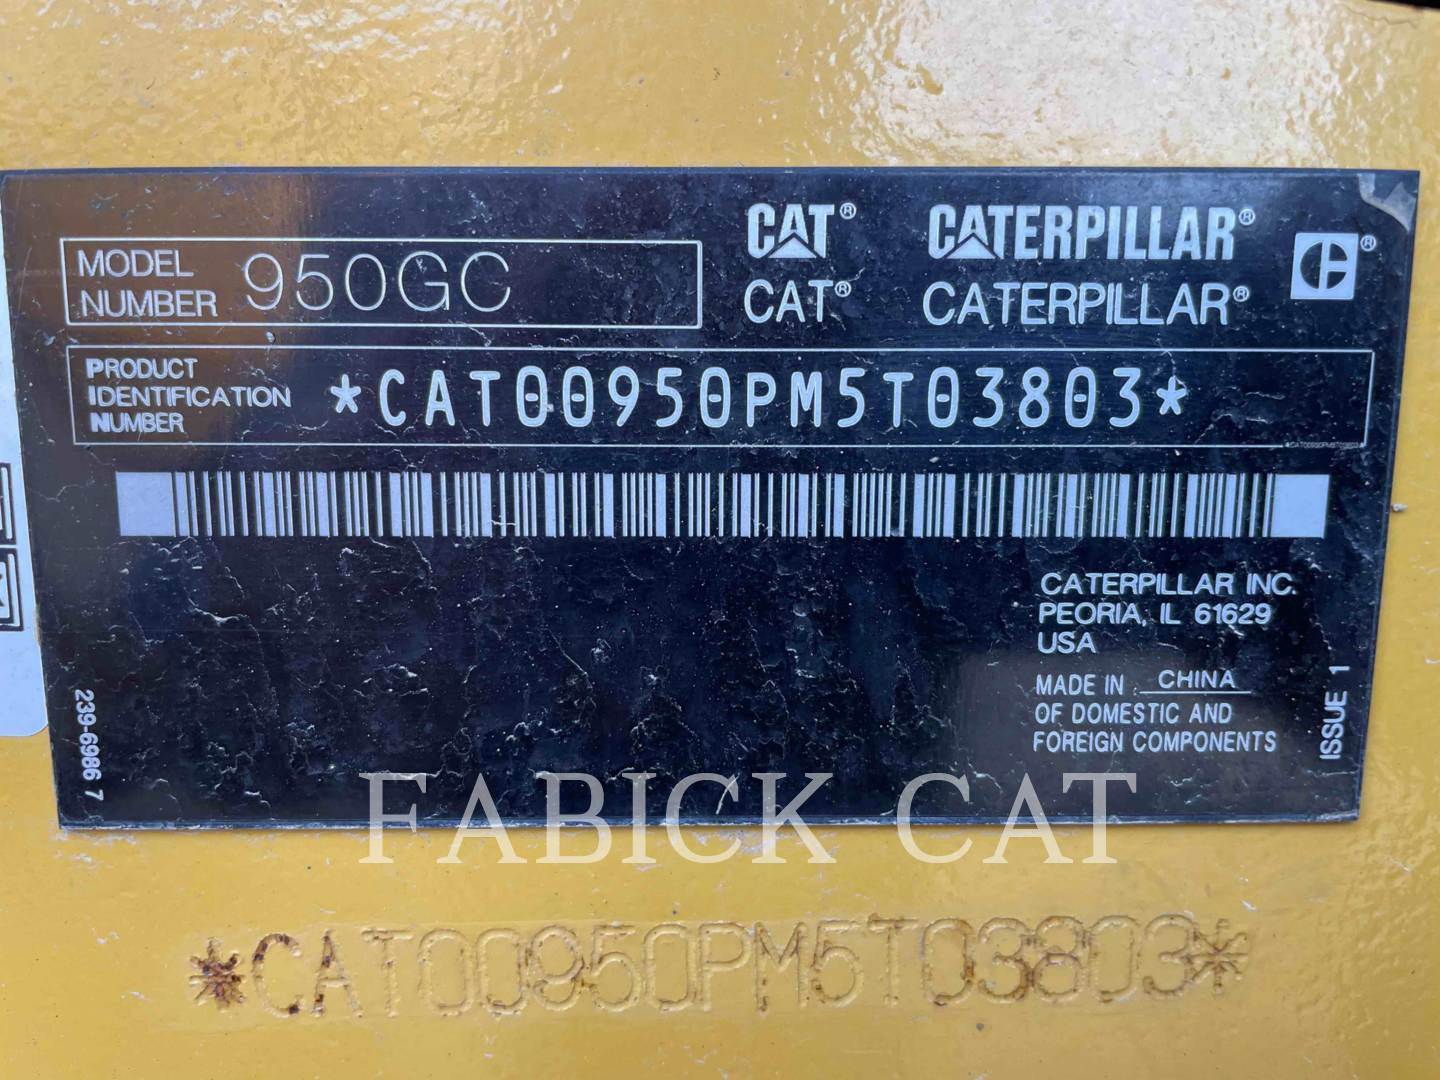 CAT® CATERPILLAR®
MODEL NUMBER 950GC
CAT® CATERPILLAR®
PRODUCT IDENTIFICATION NUMBER *CAT00950PM5T03803*
*CAT00950PM5T03803*
CATERPILLAR INC.
PEORIA, IL 61629
USA
MADE IN CHINA
OF DOMESTIC AND
FOREIGN COMPONENTS
ISSUE 1
239-6986 7
FABICK CAT
*CAT00950PM5T03803*